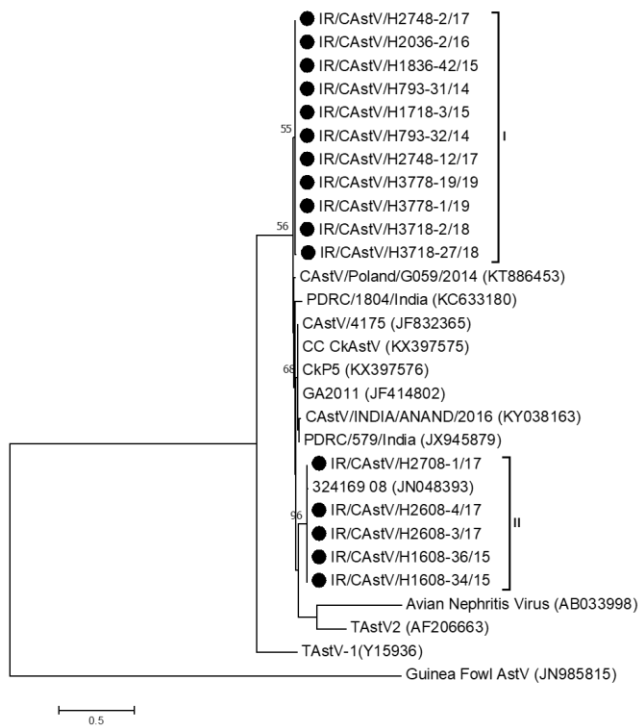 IR/CAstV/H2748-2/17
IR/CAstV/H2036-2/16
IR/CAstV/H1836-42/15
IR/CAstV/H793-31/14
IR/CAstV/H1718-3/15
55
IR/CAstV/H793-32/14
I
IR/CAstV/H2748-12/17
IR/CAstV/H3778-19/19
IR/CAstV/H3778-1/19
56
IR/CAstV/H3718-2/18
IR/CAstV/H3718-27/18
CAstV/Poland/G059/2014 (KT886453)
PDRC/1804/India (KC633180)
CAstV/4175 (JF832365)
CC CkAstV (KX397575)
68
CkP5 (KX397576)
GA2011 (JF414802)
CAstV/INDIA/ANAND/2016 (KY038163)
PDRC/579/India (JX945879)
IR/CAstV/H2708-1/17
324169 08 (JN048393)
96
IR/CAstV/H2608-4/17
II
IR/CAstV/H2608-3/17
IR/CAstV/H1608-36/15
IR/CAstV/H1608-34/15
Avian Nephritis Virus (AB033998)
TAstV2 (AF206663)
TAstV-1(Y15936)
Guinea Fowl AstV (JN985815)
0.5